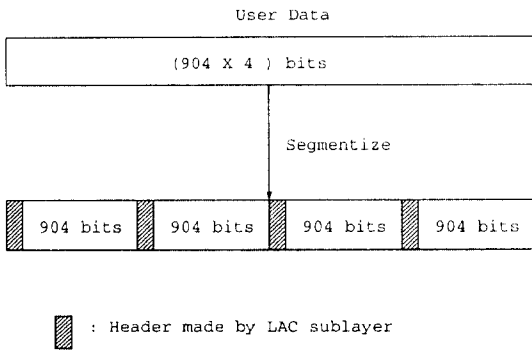 User Data
(904 X 4 ) bits
Segmentize
904 bits 904 bits 904 bits 904 bits
: Header made by LAC sublayer